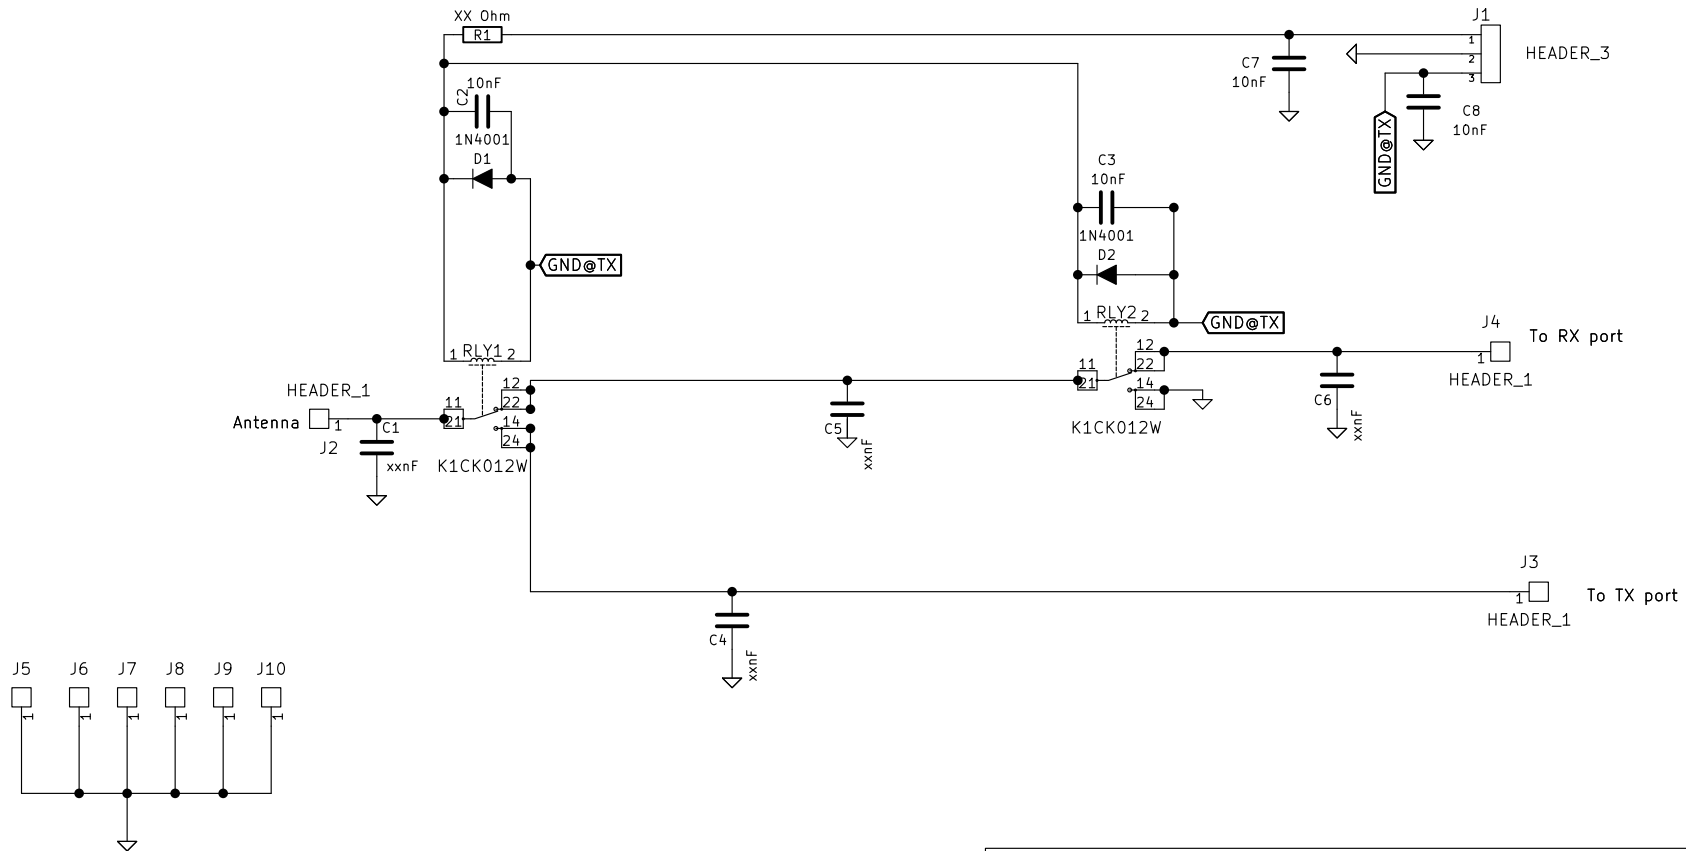 XX Ohm
R1
J1
1
2
3
HEADER_3
C7
10nF
C8
10nF
GND@TX
C2
10nF
1N4001
D1
GND@TX
C3
10nF
1N4001
D2
1 RLY2 2
GND@TX
J4
To RX port
1
HEADER_1
1 RLY1 2
HEADER_1
Antenna
1
J2
C1
xxnF
11
21
12
22
14
24
K1CK012W
C5
xxnF
11
21
12
22
14
24
K1CK012W
C6
xxnF
J3
1
To TX port
HEADER_1
C4
xxnF
J5 J6 J7 J8 J9 J10
1 1 1 1 1 1